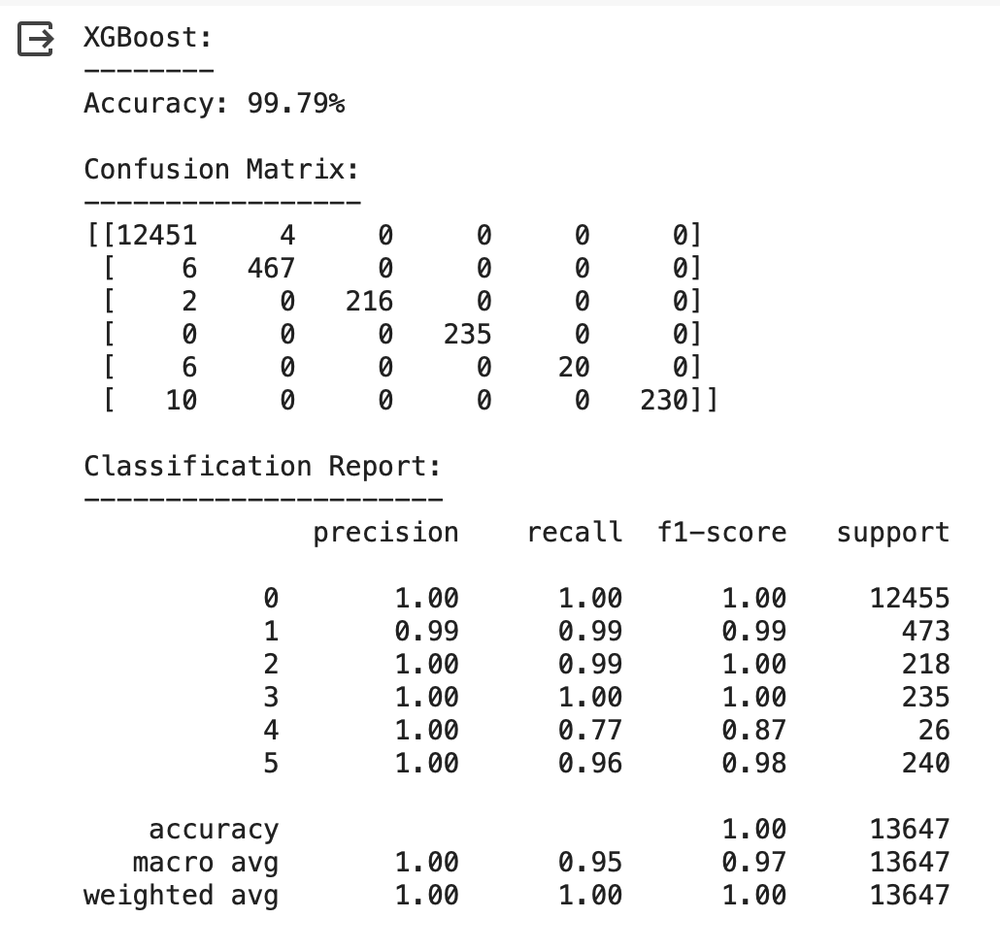 XGBoost:
--------
Accuracy: 99.79%
Confusion Matrix:
-----------------
[[12451     4     0     0     0     0]
 [    6   467     0     0     0     0]
 [    2     0   216     0     0     0]
 [    0     0     0   235     0     0]
 [    6     0     0     0    20     0]
 [   10     0     0     0     0   230]]
Classification Report:
----------------------
              precision    recall  f1-score   support
           0       1.00      1.00      1.00     12455
           1       0.99      0.99      0.99       473
           2       1.00      0.99      1.00       218
           3       1.00      1.00      1.00       235
           4       1.00      0.77      0.87        26
           5       1.00      0.96      0.98       240
    accuracy                           1.00     13647
   macro avg       1.00      0.95      0.97     13647
weighted avg       1.00      1.00      1.00     13647